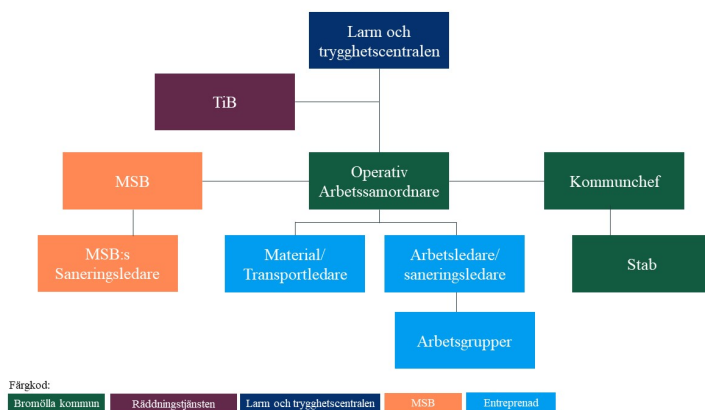 Larm och
trygghetscentralen
TiB
MSB
Operativ
Arbetssamordnare
Kommunchef
MSB:s
Saneringsledare
Material/
Transportledare
Arbetsledare/
saneringsledare
Stab
Arbetsgrupper
Färgkod:
Bromölla kommun
Räddningstjänsten
Larm och trygghetscentralen
MSB
Entreprenad